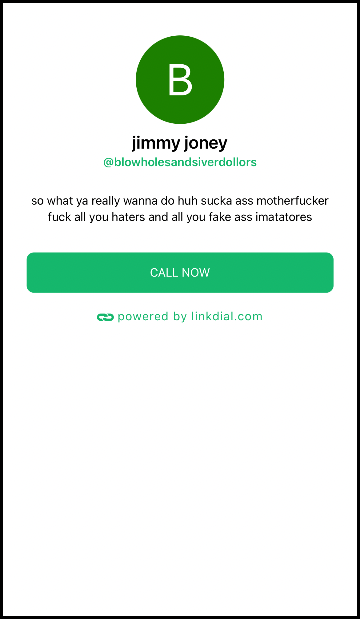 B
jimmy joney
@blowholesandsiverdollors
so what ya really wanna do huh sucka ass motherfucker
fuck all you haters and all you fake ass imatatores
CALL NOW
powered by linkdial.com